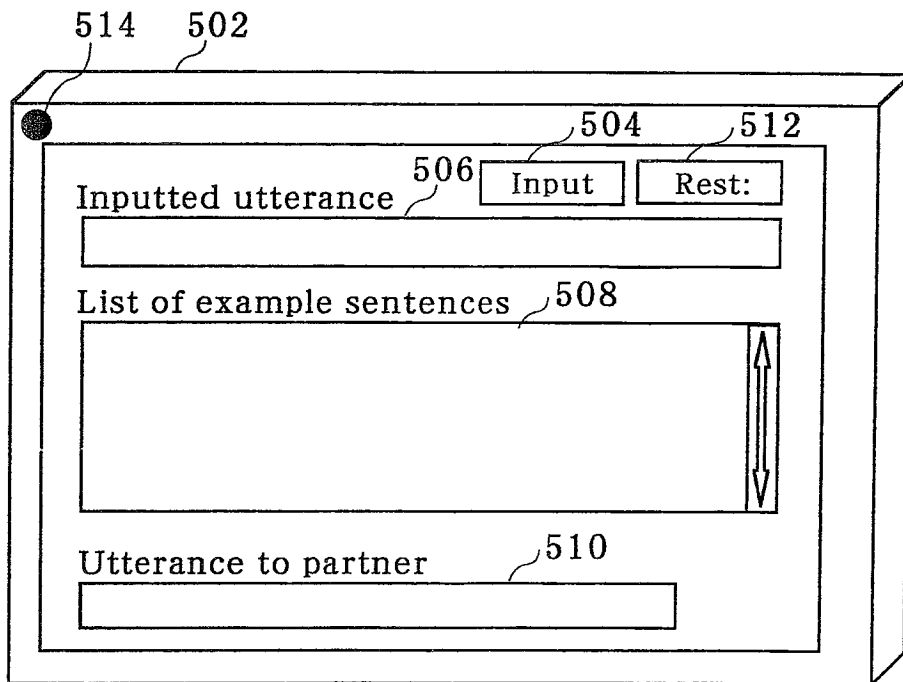 514 502
504 512
506 Input Rest:
Inputted utterance
List of example sentences 508
Utterance to partner 510